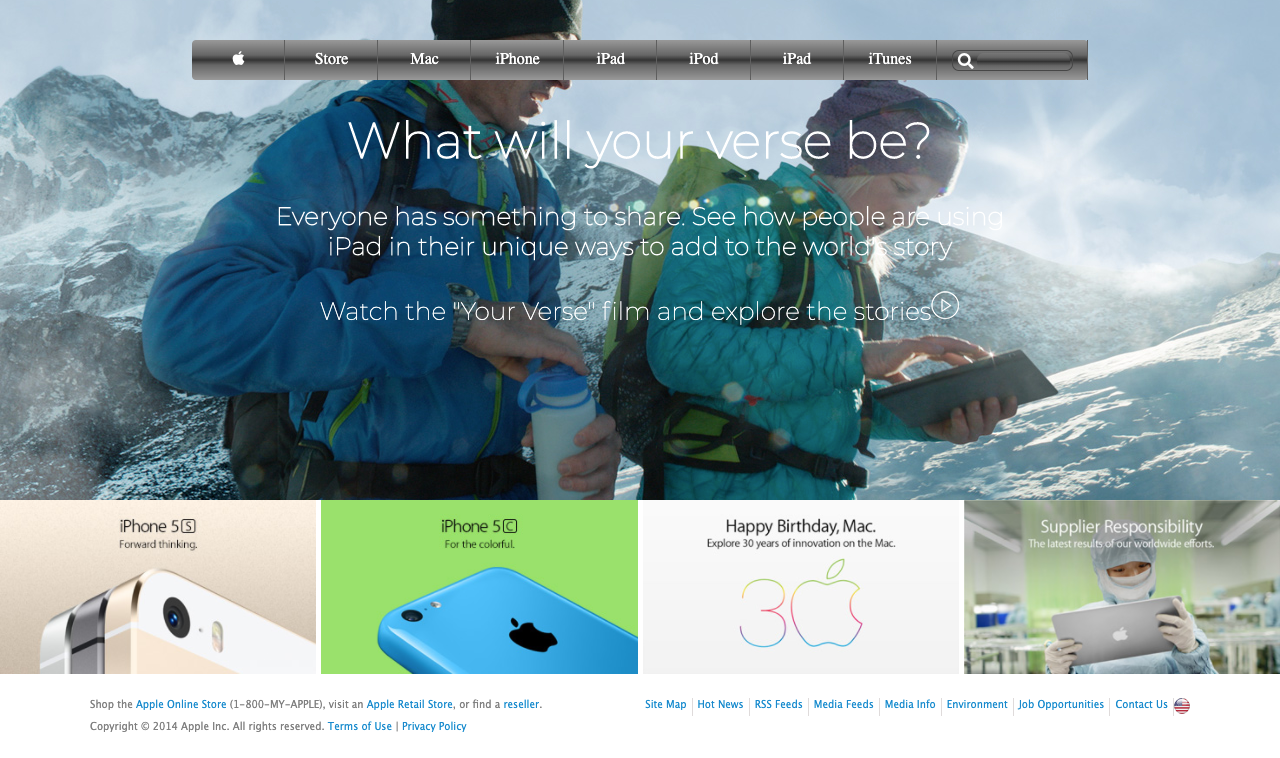 Store Mac iPhone iPad iPod iPad iTunes
What will your verse be?
Everyone has something to share. See how people are using
iPad in their unique ways to add to the world's story
Watch the "Your Verse" film and explore the stories
iPhone 5S
Forward thinking.
iPhone 5C
For the colorful.
Happy Birthday, Mac.
Explore 30 years of innovation on the Mac.
30
Supplier Responsibility
The latest results of our worldwide efforts.
Shop the Apple Online Store (1-800-MY-APPLE), visit an Apple Retail Store, or find a reseller.
Site Map Hot News RSS Feeds Media Feeds Media Info Environment Job Opportunities Contact Us
Copyright © 2014 Apple Inc. All rights reserved. Terms of Use | Privacy Policy